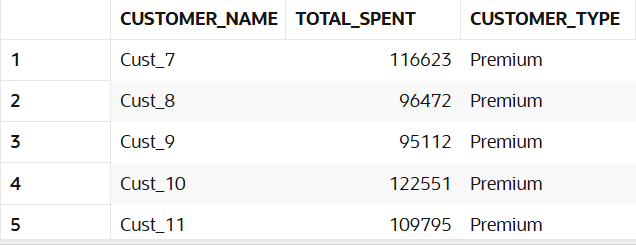 CUSTOMER_NAME TOTAL_SPENT CUSTOMER_TYPE
1 Cust_7 116623 Premium
2 Cust_8 96472 Premium
3 Cust_9 95112 Premium
4 Cust_10 122551 Premium
5 Cust_11 109795 Premium